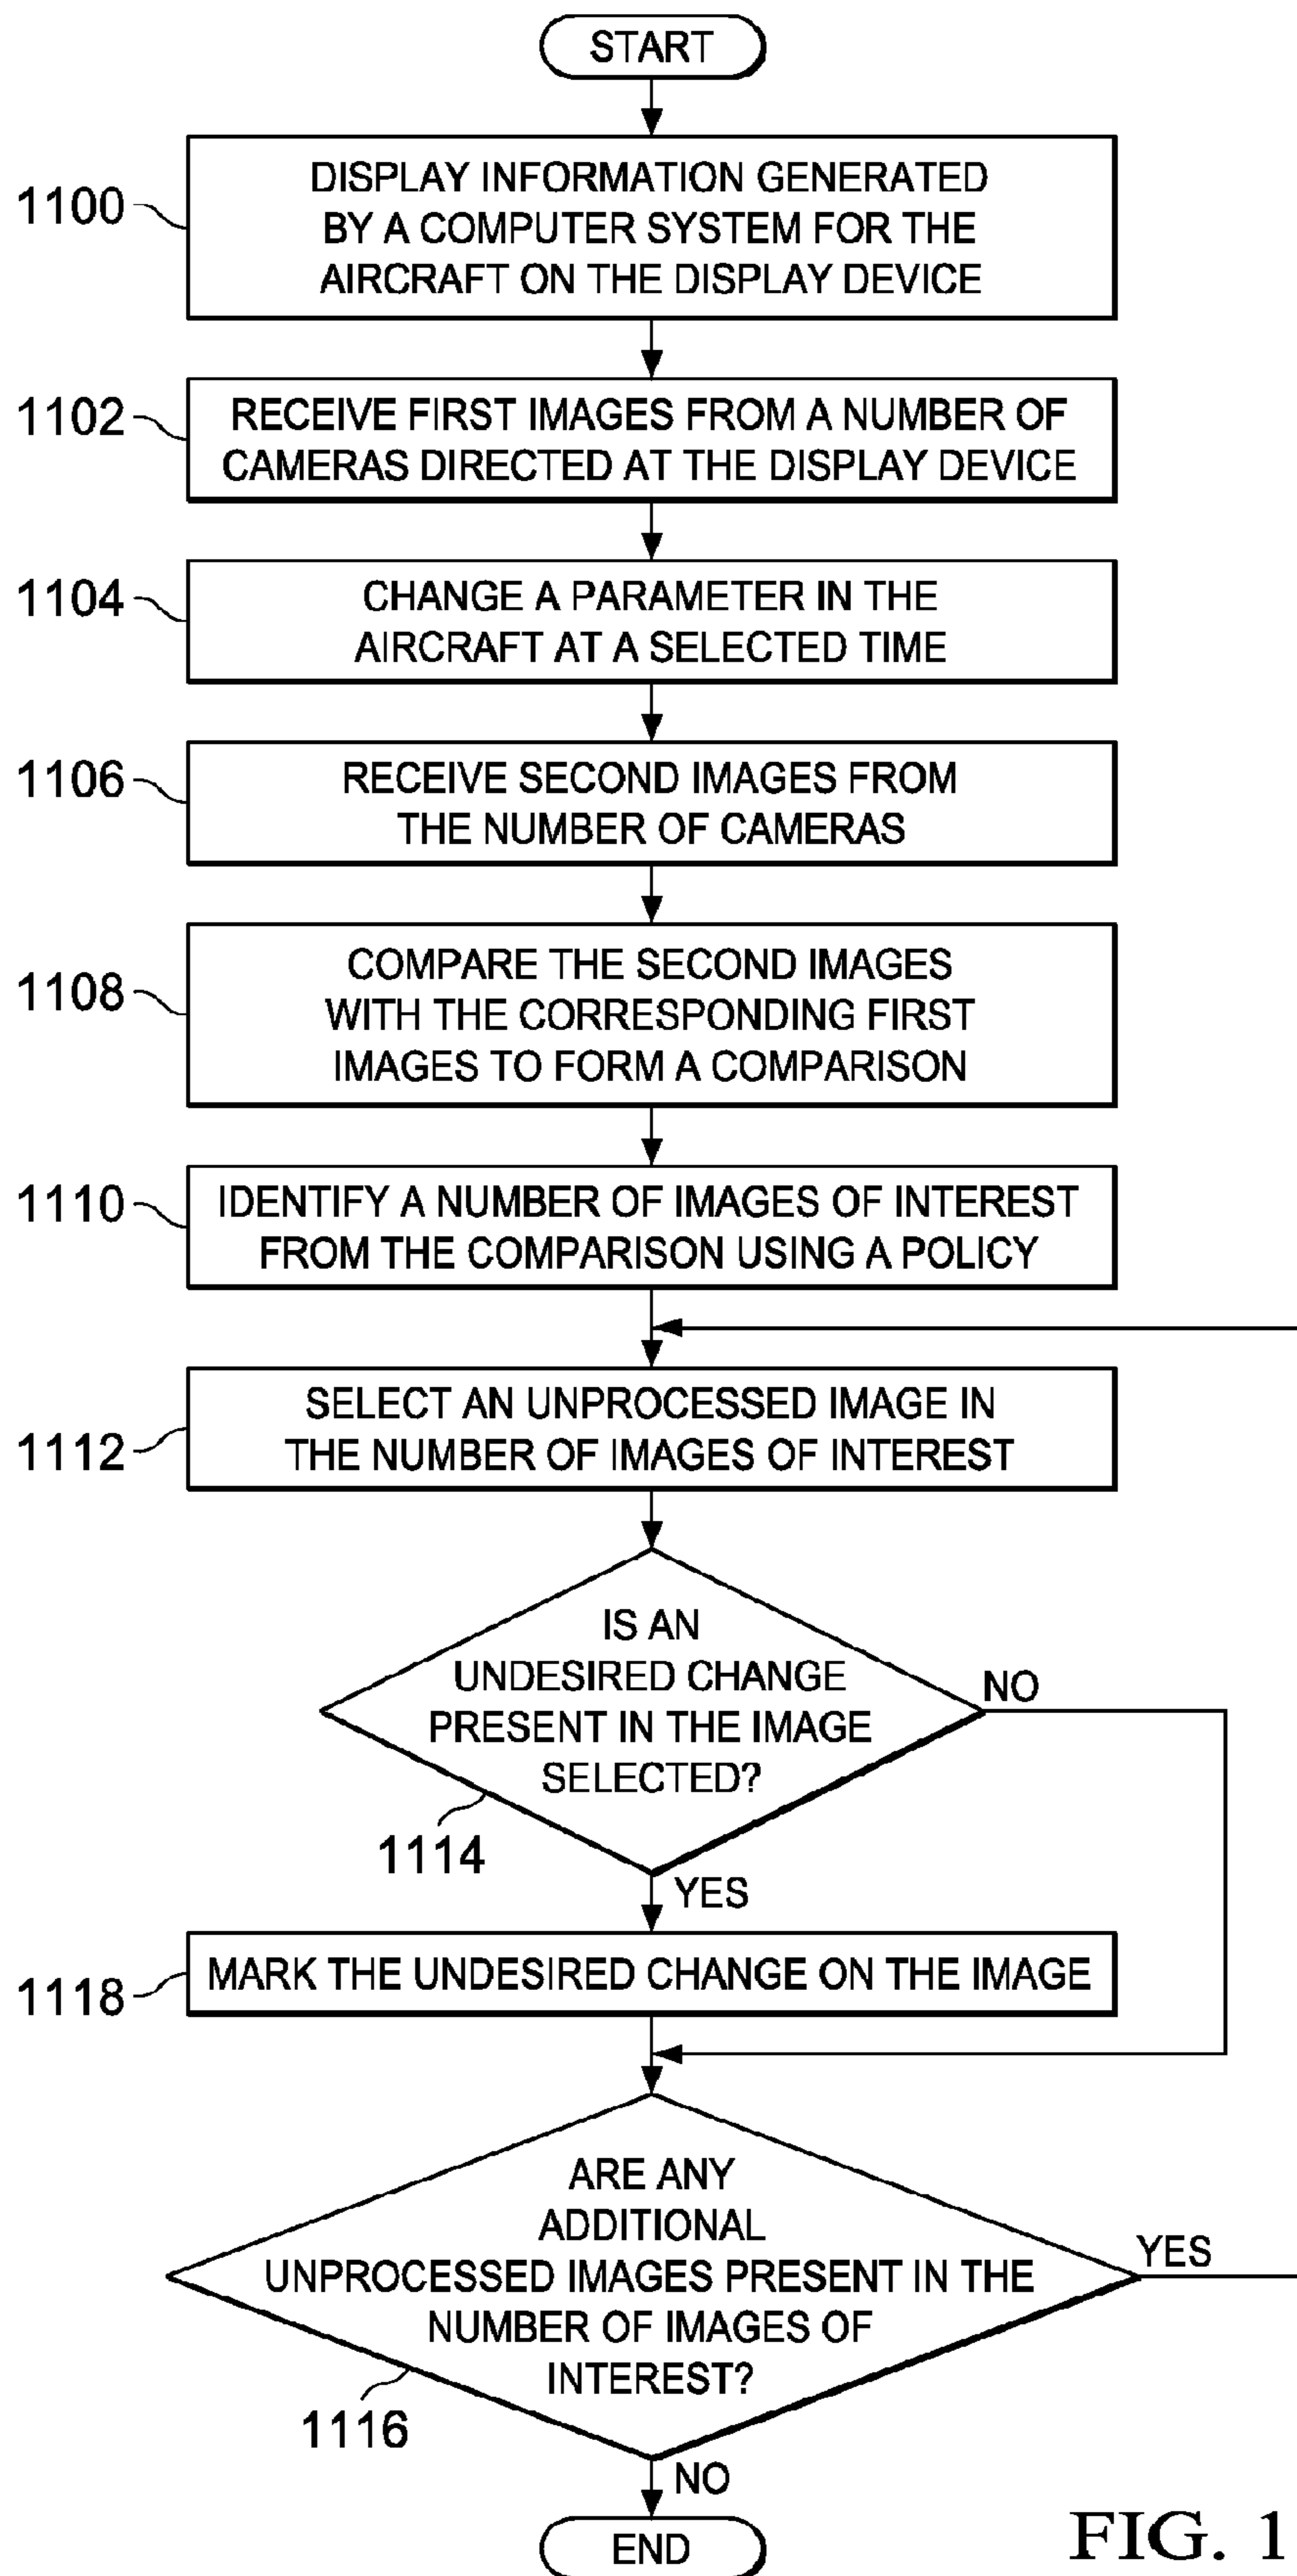 START
1100
DISPLAY INFORMATION GENERATED
BY A COMPUTER SYSTEM FOR THE
AIRCRAFT ON THE DISPLAY DEVICE
1102
RECEIVE FIRST IMAGES FROM A NUMBER OF
CAMERAS DIRECTED AT THE DISPLAY DEVICE
1104
CHANGE A PARAMETER IN THE
AIRCRAFT AT A SELECTED TIME
1106
RECEIVE SECOND IMAGES FROM
THE NUMBER OF CAMERAS
1108
COMPARE THE SECOND IMAGES
WITH THE CORRESPONDING FIRST
IMAGES TO FORM A COMPARISON
1110
IDENTIFY A NUMBER OF IMAGES OF INTEREST
FROM THE COMPARISON USING A POLICY
1112
SELECT AN UNPROCESSED IMAGE IN
THE NUMBER OF IMAGES OF INTEREST
IS AN
UNDESIRED CHANGE
PRESENT IN THE IMAGE
SELECTED?
NO
1114
YES
1118
MARK THE UNDESIRED CHANGE ON THE IMAGE
ARE ANY
ADDITIONAL
UNPROCESSED IMAGES PRESENT IN THE
NUMBER OF IMAGES OF
INTEREST?
YES
1116
NO
END
FIG. 1